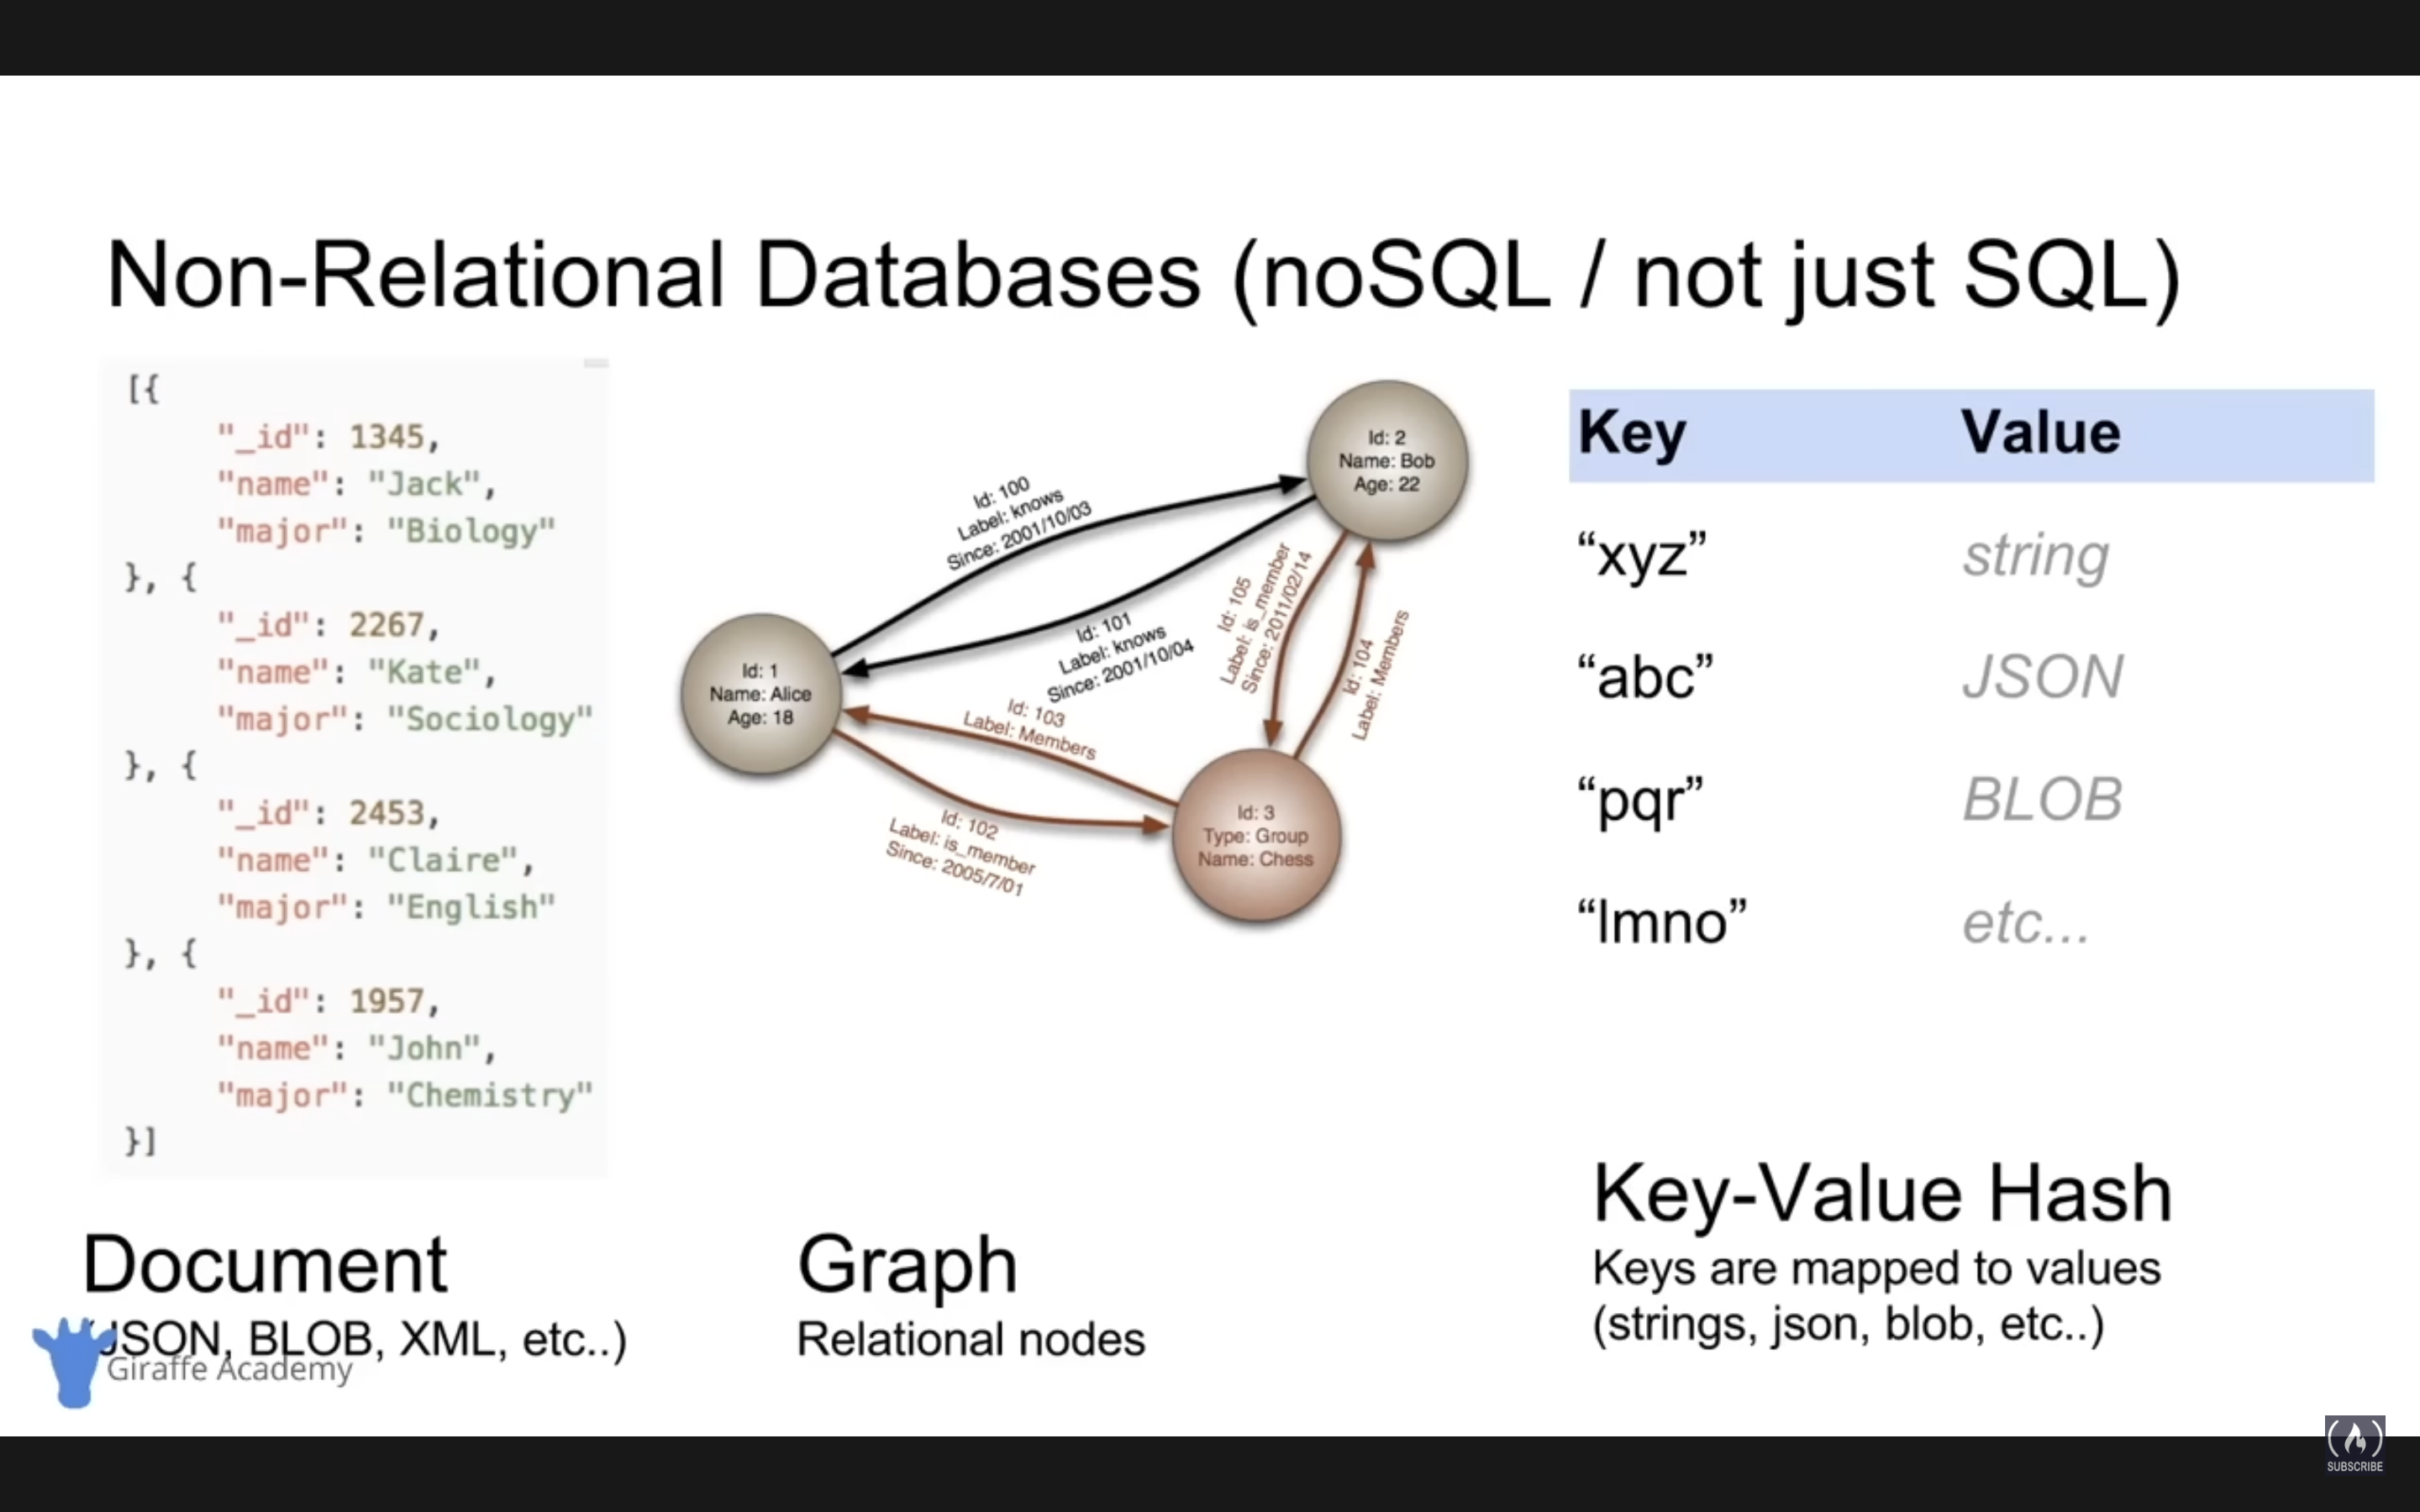 Non-Relational Databases (noSQL / not just SQL)
[{
"_id": 1345,
"name": "Jack",
"major": "Biology"
}, {
"_id": 2267,
"name": "Kate",
"major": "Sociology"
}, {
"_id": 2453,
"name": "Claire",
"major": "English"
}, {
"_id": 1957,
"name": "John",
"major": "Chemistry"
}]
Document
(JSON, BLOB, XML, etc..)
Giraffe Academy
Id: 1
Name: Alice
Age: 18
Id: 100
Label: knows
Since: 2001/10/03
Id: 2
Name: Bob
Age: 22
Id: 101
Label: knows
Since: 2001/10/04
Id: 105
Label: is_member
Since: 2011/02/14
Id: 104
Label: Members
Id: 103
Label: Members
Id: 102
Label: is_member
Since: 2005/7/01
Id: 3
Type: Group
Name: Chess
Graph
Relational nodes
Key Value
“xyz” string
“abc” JSON
“pqr” BLOB
“lmno” etc...
Key-Value Hash
Keys are mapped to values
(strings, json, blob, etc..)
SUBSCRIBE